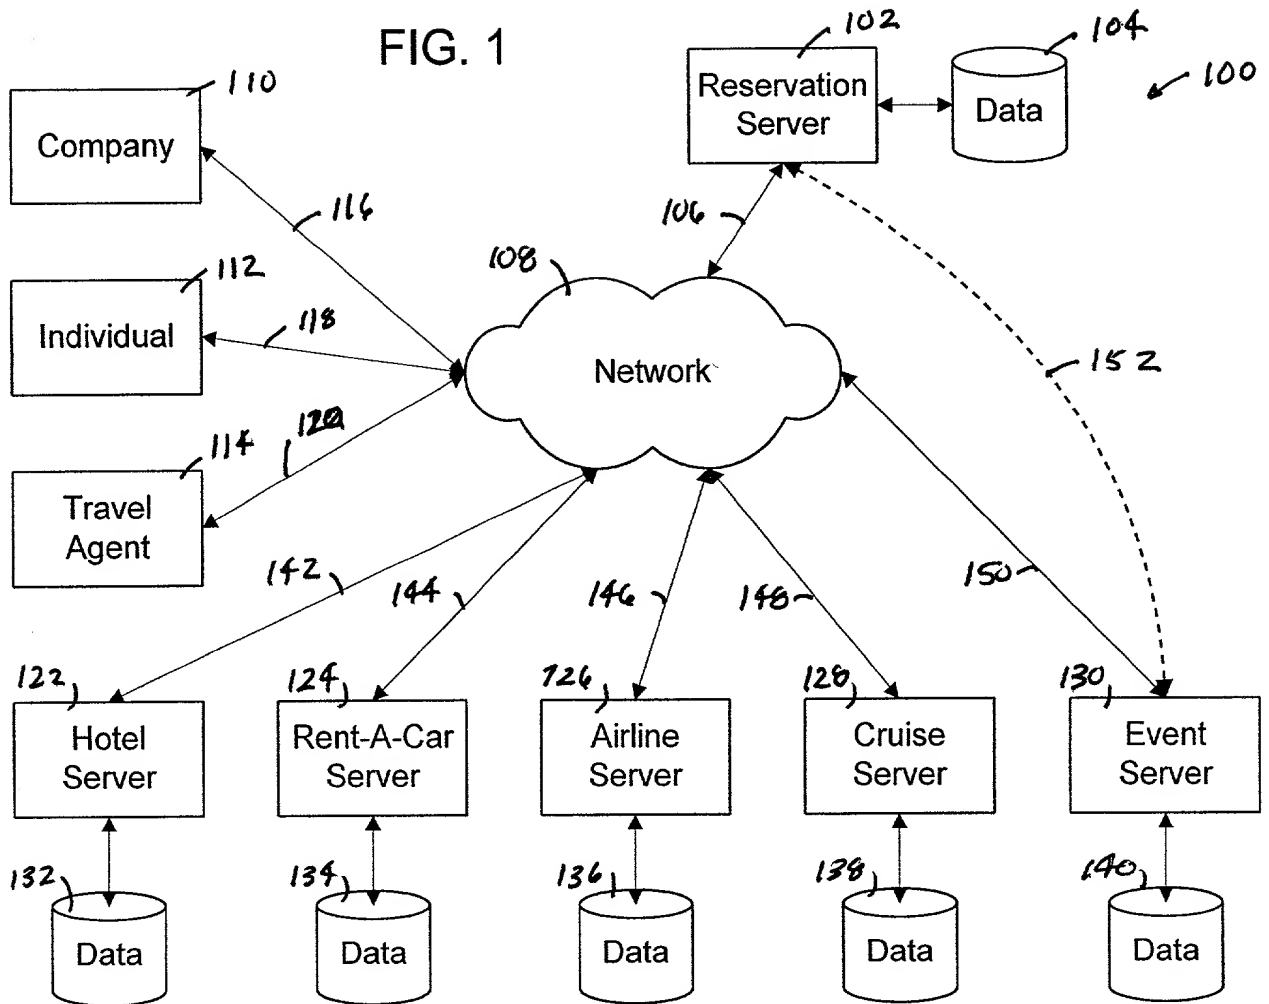 FIG. 1
102
104
100
110
Reservation
Server
Data
Company
116
106
112
108
Individual
118
Network
152
114
120
Travel
Agent
142
144
146
148
150
122
124
726
128
130
Hotel
Server
Rent-A-Car
Server
Airline
Server
Cruise
Server
Event
Server
132
134
136
138
140
Data
Data
Data
Data
Data